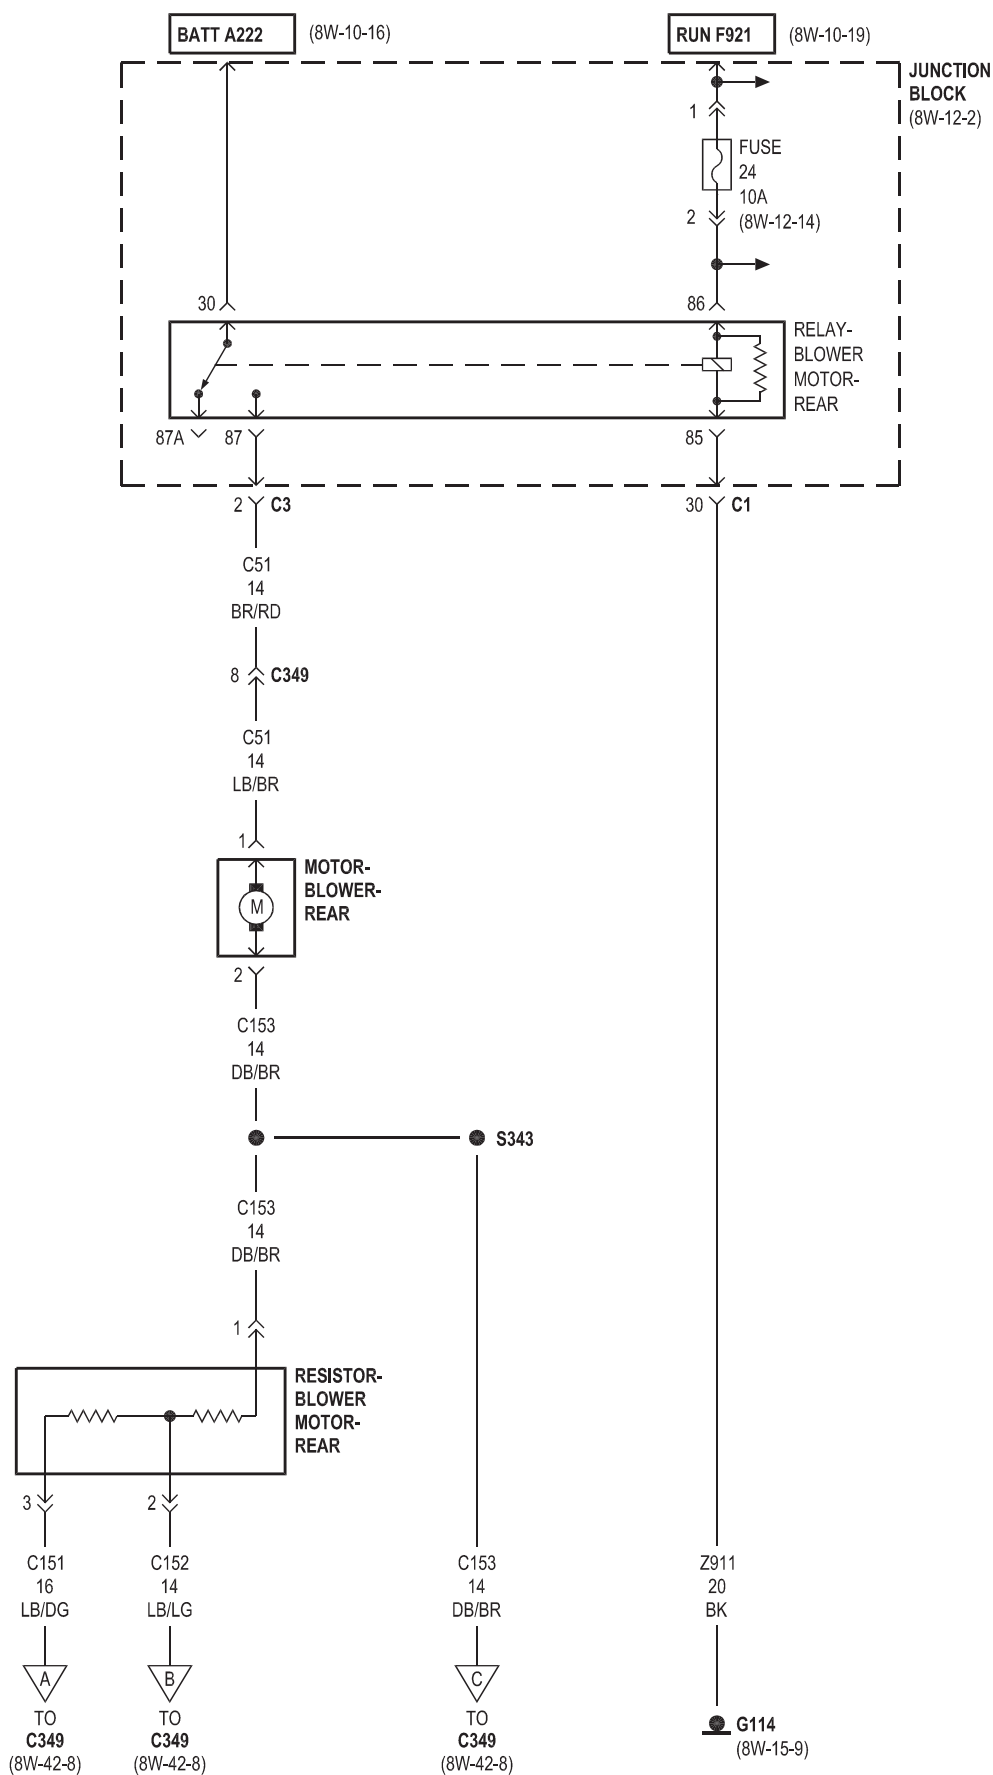 BATT A222 (8W-10-16)
RUN F921 (8W-10-19)
JUNCTION
BLOCK
(8W-12-2)
1
FUSE
24
10A
(8W-12-14)
2
30
86
RELAY-
BLOWER
MOTOR-
REAR
87A
87
85
2 C3
30 C1
C51
14
BR/RD
8 C349
C51
14
LB/BR
1
MOTOR-
BLOWER-
REAR
M
2
C153
14
DB/BR
S343
C153
14
DB/BR
1
RESISTOR-
BLOWER
MOTOR-
REAR
3
2
C151
16
LB/DG
C152
14
LB/LG
C153
14
DB/BR
Z911
20
BK
A
TO
C349
(8W-42-8)
B
TO
C349
(8W-42-8)
C
TO
C349
(8W-42-8)
G114
(8W-15-9)